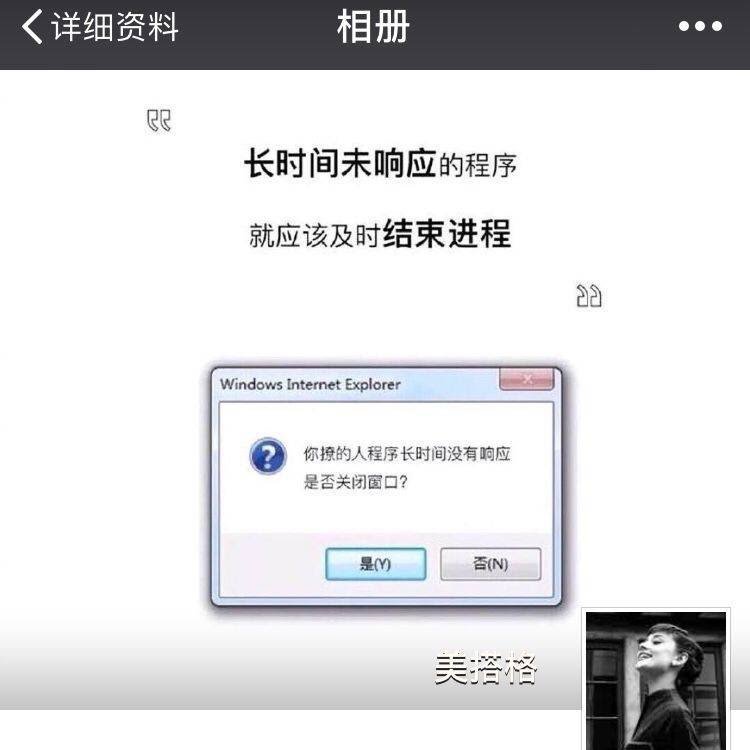 详细资料
相册
长时间未响应的程序
就应该及时结束进程
Windows Internet Explorer
你撩的人程序长时间没有响应
是否关闭窗口?
是(Y)
否(N)
美搭格